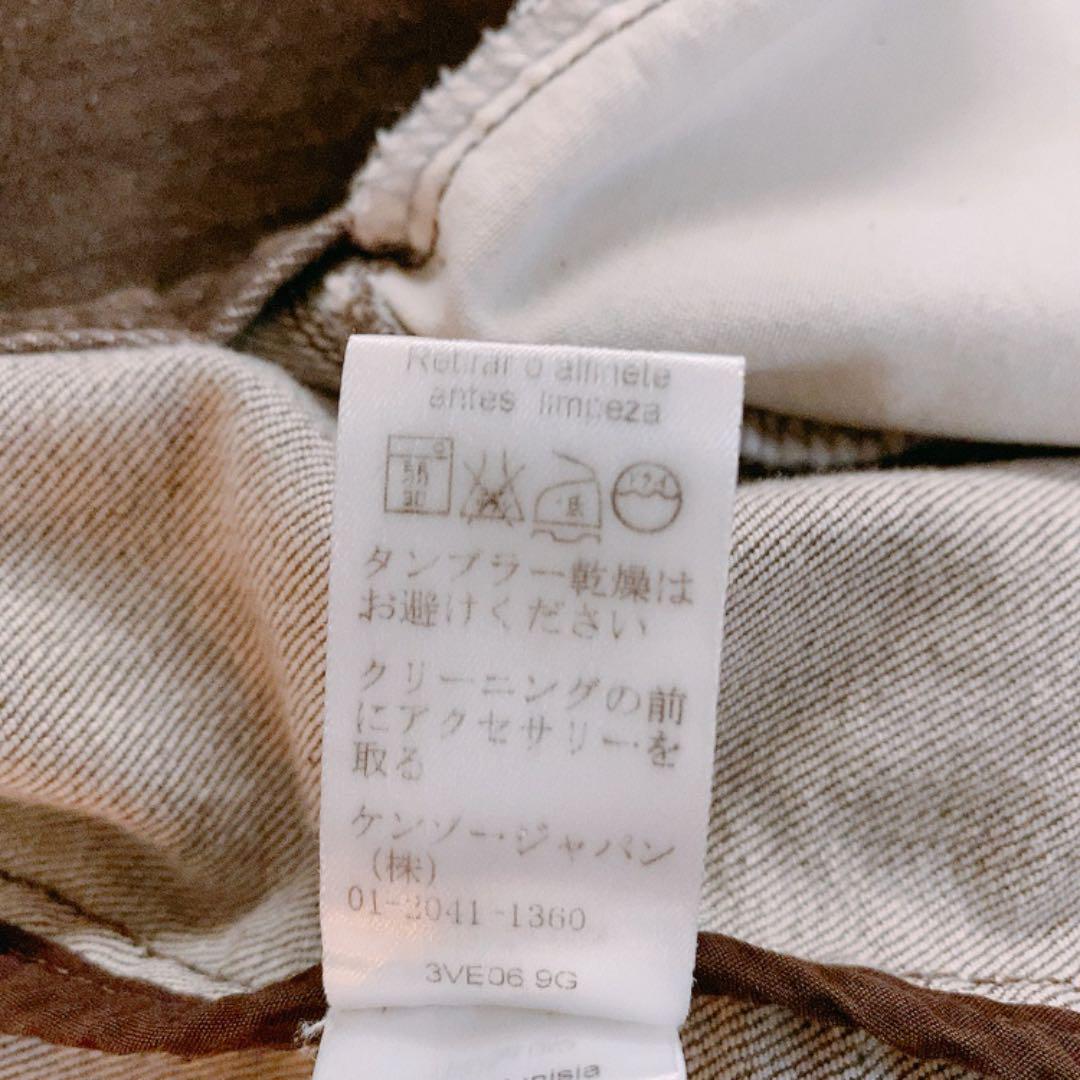 Retirar o alfinete
antes limpeza
タンブラー乾燥は
お避けください
クリーニングの前
にアクセサリーを
取る
ケンゾー・ジャパン
(株)
01-2041-1360
3VE06 9G